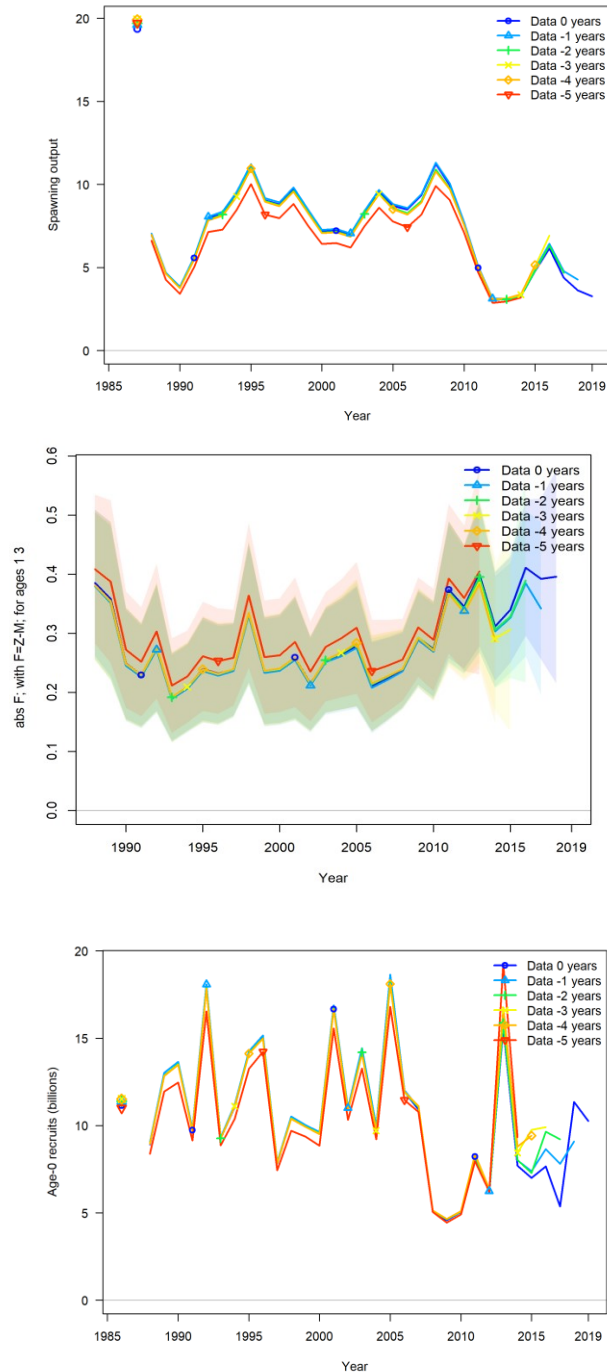 20
15
10
5
0
Spawning output
Data 0 years
Data -1 years
Data -2 years
Data -3 years
Data -4 years
Data -5 years
1985 1990 1995 2000 2005 2010 2015 2019
Year
0.6
0.5
0.4
0.3
0.2
0.1
0.0
abs F; with F=Z-M; for ages 1 3
Data 0 years
Data -1 years
Data -2 years
Data -3 years
Data -4 years
Data -5 years
1990 1995 2000 2005 2010 2015 2019
Year
20
15
10
5
0
Age-0 recruits (billions)
Data 0 years
Data -1 years
Data -2 years
Data -3 years
Data -4 years
Data -5 years
1985 1990 1995 2000 2005 2010 2015 2019
Year